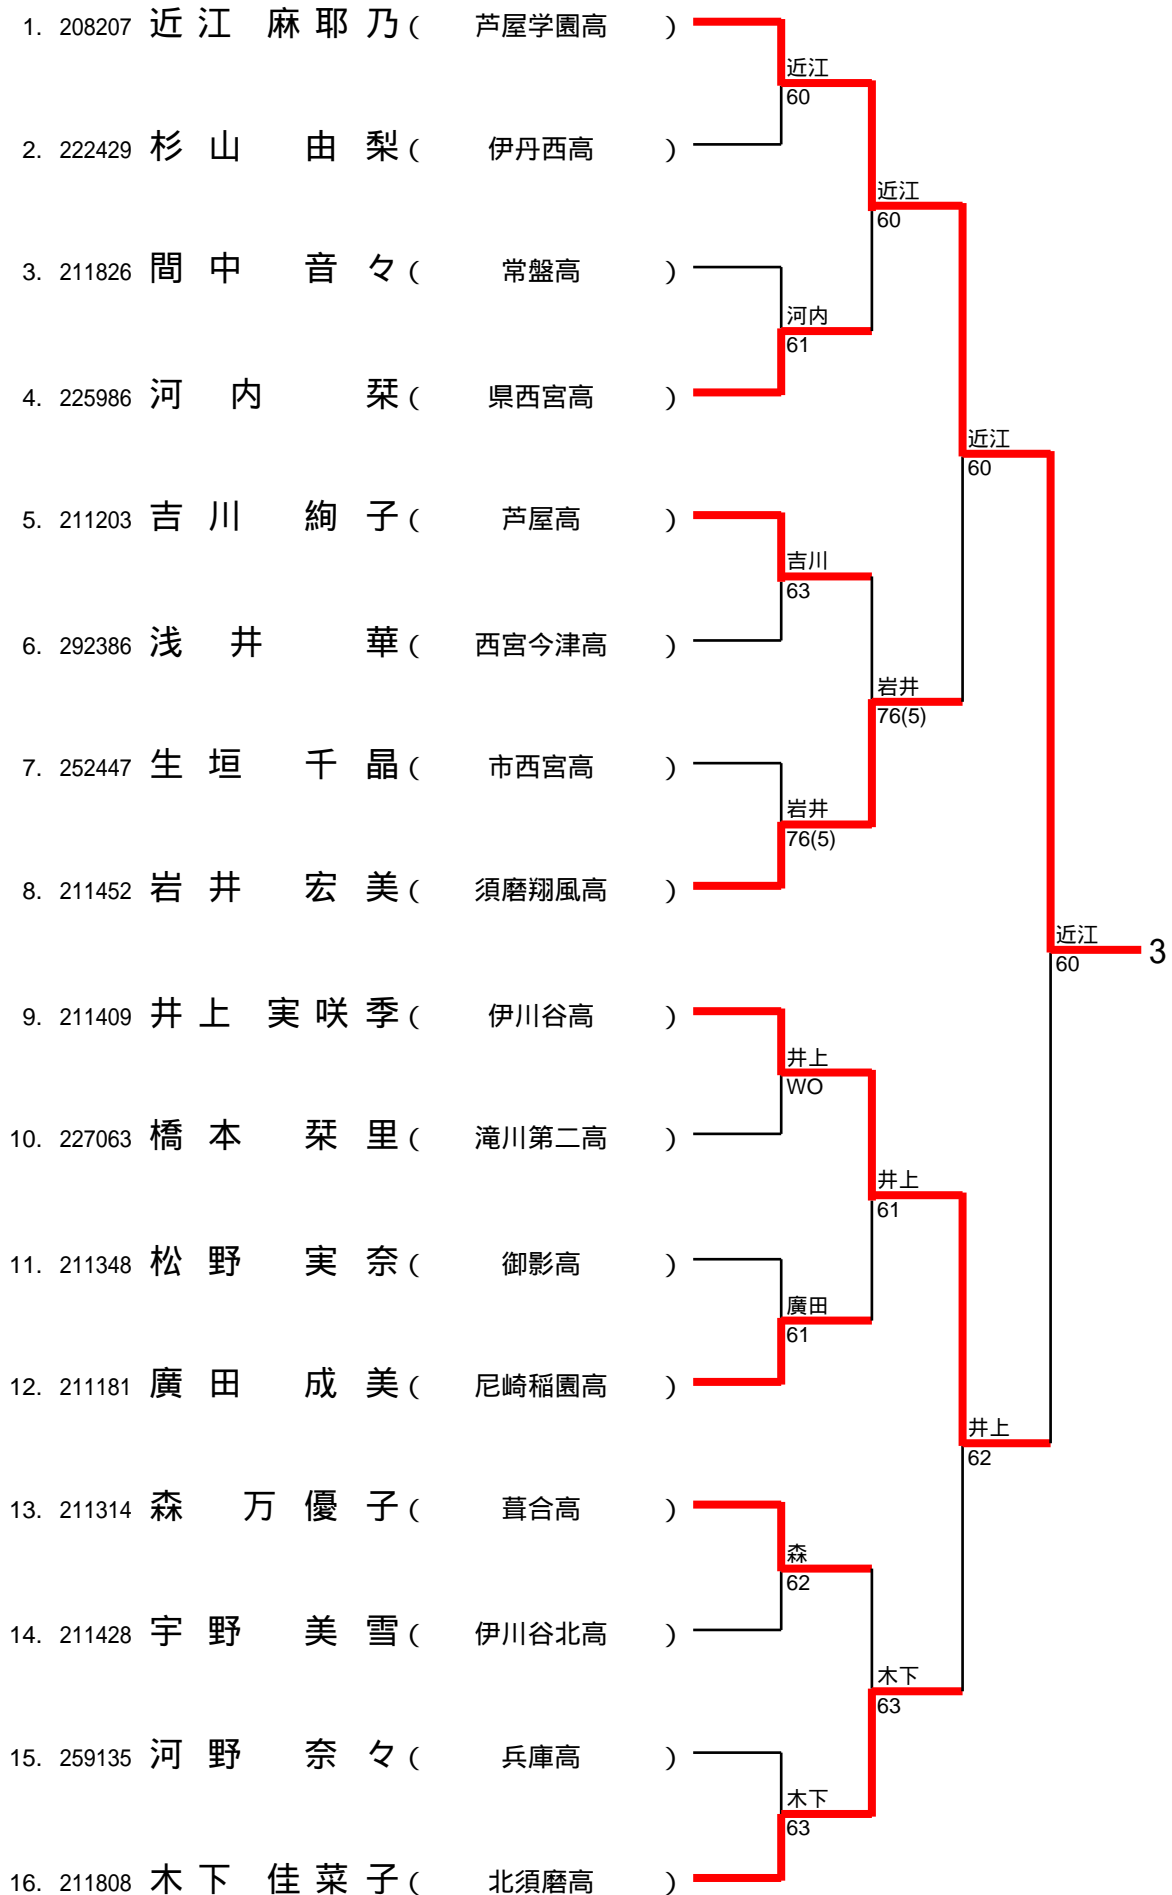 1. 208207 近江 麻耶乃 ( 芦屋学園高 )
近江
60
2. 222429 杉山 由梨 ( 伊丹西高 )
近江
60
3. 211826 間中 音々 ( 常盤高 )
河内
61
4. 225986 河内 栞 ( 県西宮高 )
近江
60
5. 211203 吉川 絢子 ( 芦屋高 )
吉川
63
6. 292386 浅井 華 ( 西宮今津高 )
岩井
76(5)
7. 252447 生垣 千晶 ( 市西宮高 )
岩井
76(5)
8. 211452 岩井 宏美 ( 須磨翔風高 )
近江
60
3
9. 211409 井上 実咲季 ( 伊川谷高 )
井上
WO
10. 227063 橋本 栞里 ( 滝川第二高 )
井上
61
11. 211348 松野 実奈 ( 御影高 )
廣田
61
12. 211181 廣田 成美 ( 尼崎稲園高 )
井上
62
13. 211314 森 万優子 ( 葺合高 )
森
62
14. 211428 宇野 美雪 ( 伊川谷北高 )
木下
63
15. 259135 河野 奈々 ( 兵庫高 )
木下
63
16. 211808 木下 佳菜子 ( 北須磨高 )